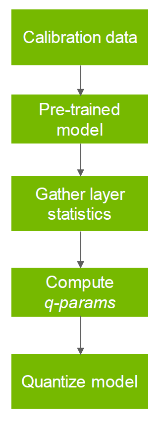 Calibration data
Pre-trained
model
Gather layer
statistics
Compute
q-params
Quantize model